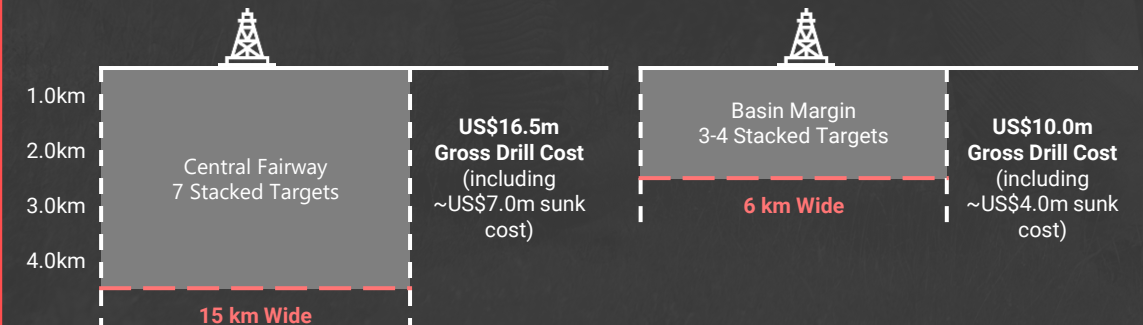 1.0km
2.0km
3.0km
4.0km
Central Fairway
7 Stacked Targets
15 km Wide
US$16.5m
Gross Drill Cost
(including
~US$7.0m sunk
cost)
Basin Margin
3-4 Stacked Targets
6 km Wide
US$10.0m
Gross Drill Cost
(including
~US$4.0m sunk
cost)